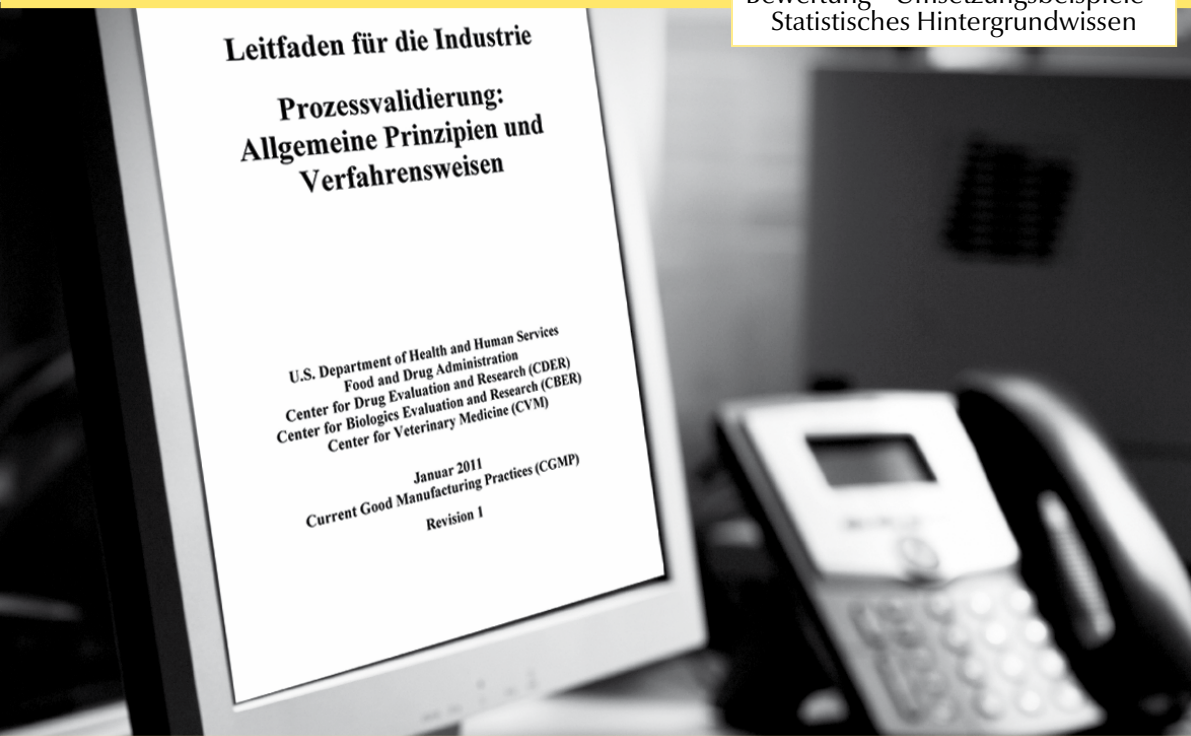 Bewertung Umsetzungsbeispiele
Statistisches Hintergrundwissen
Leitfaden für die Industrie
Prozessvalidierung:
Allgemeine Prinzipien und
Verfahrensweisen
U.S. Department of Health and Human Services
Food and Drug Administration
Center for Drug Evaluation and Research (CDER)
Center for Biologics Evaluation and Research (CBER)
Center for Veterinary Medicine (CVM)
Januar 2011
Current Good Manufacturing Practices (CGMP)
Revision 1